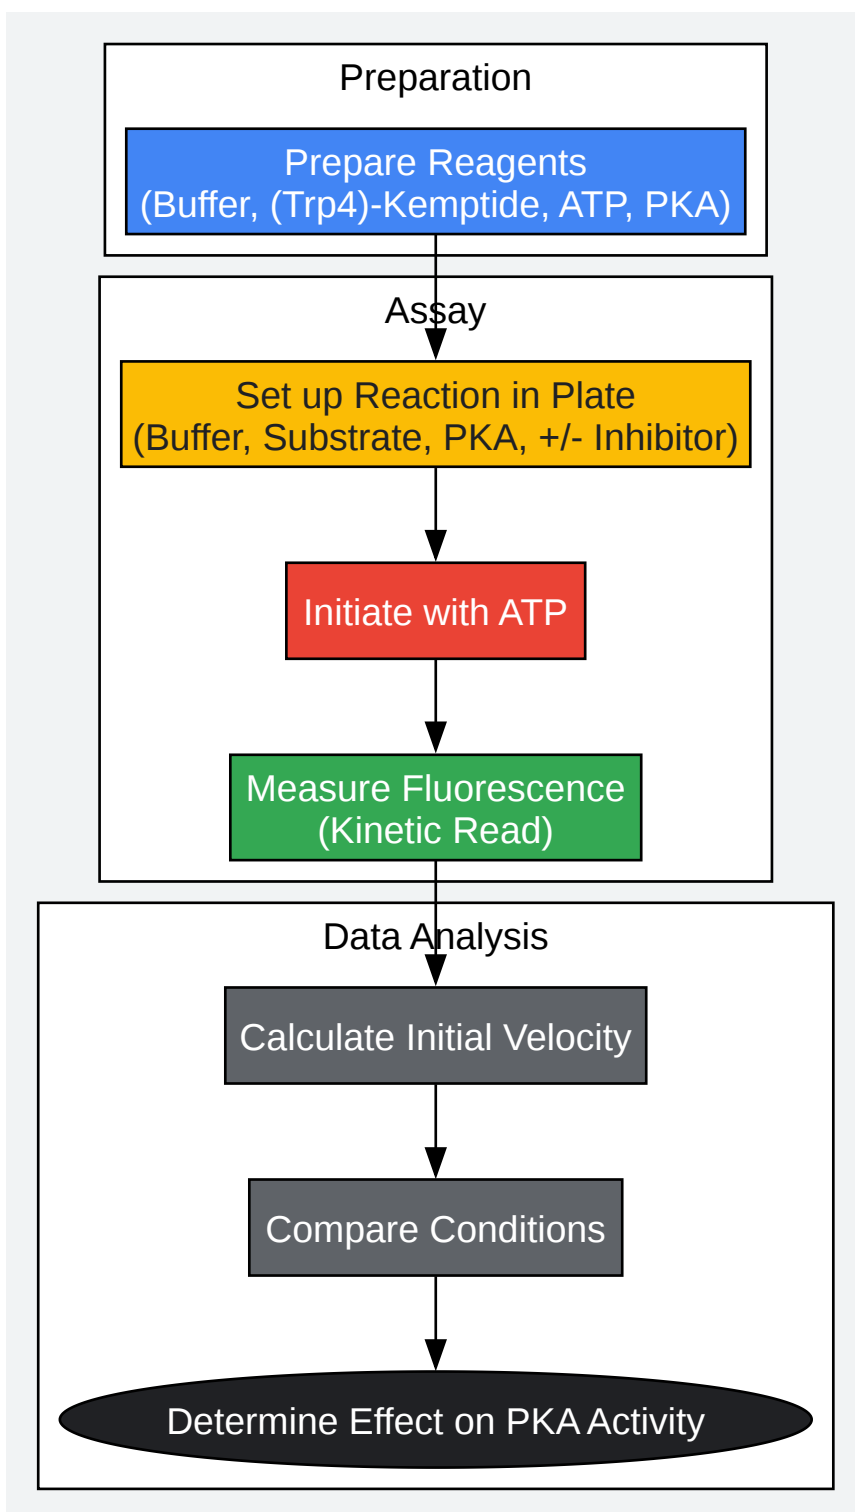 Preparation
Prepare Reagents
(Buffer, (Trp4)-Kemptide, ATP, PKA)
Assay
Set up Reaction in Plate
(Buffer, Substrate, PKA, +/- Inhibitor)
Initiate with ATP
Measure Fluorescence
(Kinetic Read)
Data Analysis
Calculate Initial Velocity
Compare Conditions
Determine Effect on PKA Activity